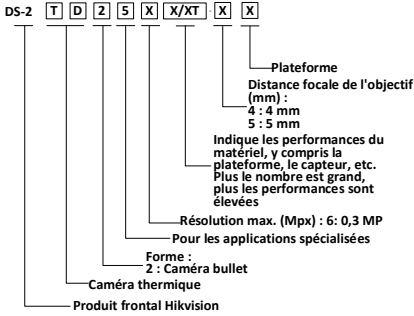 DS-2 T D 2 5 X X/XT - X X
Plateforme
Distance focale de l'objectif
(mm) :
4 : 4 mm
5 : 5 mm
Indique les performances du
matériel, y compris la
plateforme, le capteur, etc.
Plus le nombre est grand,
plus les performances sont
élevées
Résolution max. (Mpx) : 6: 0,3 MP
Pour les applications spécialisées
Forme :
2 : Caméra bullet
Caméra thermique
Produit frontal Hikvision